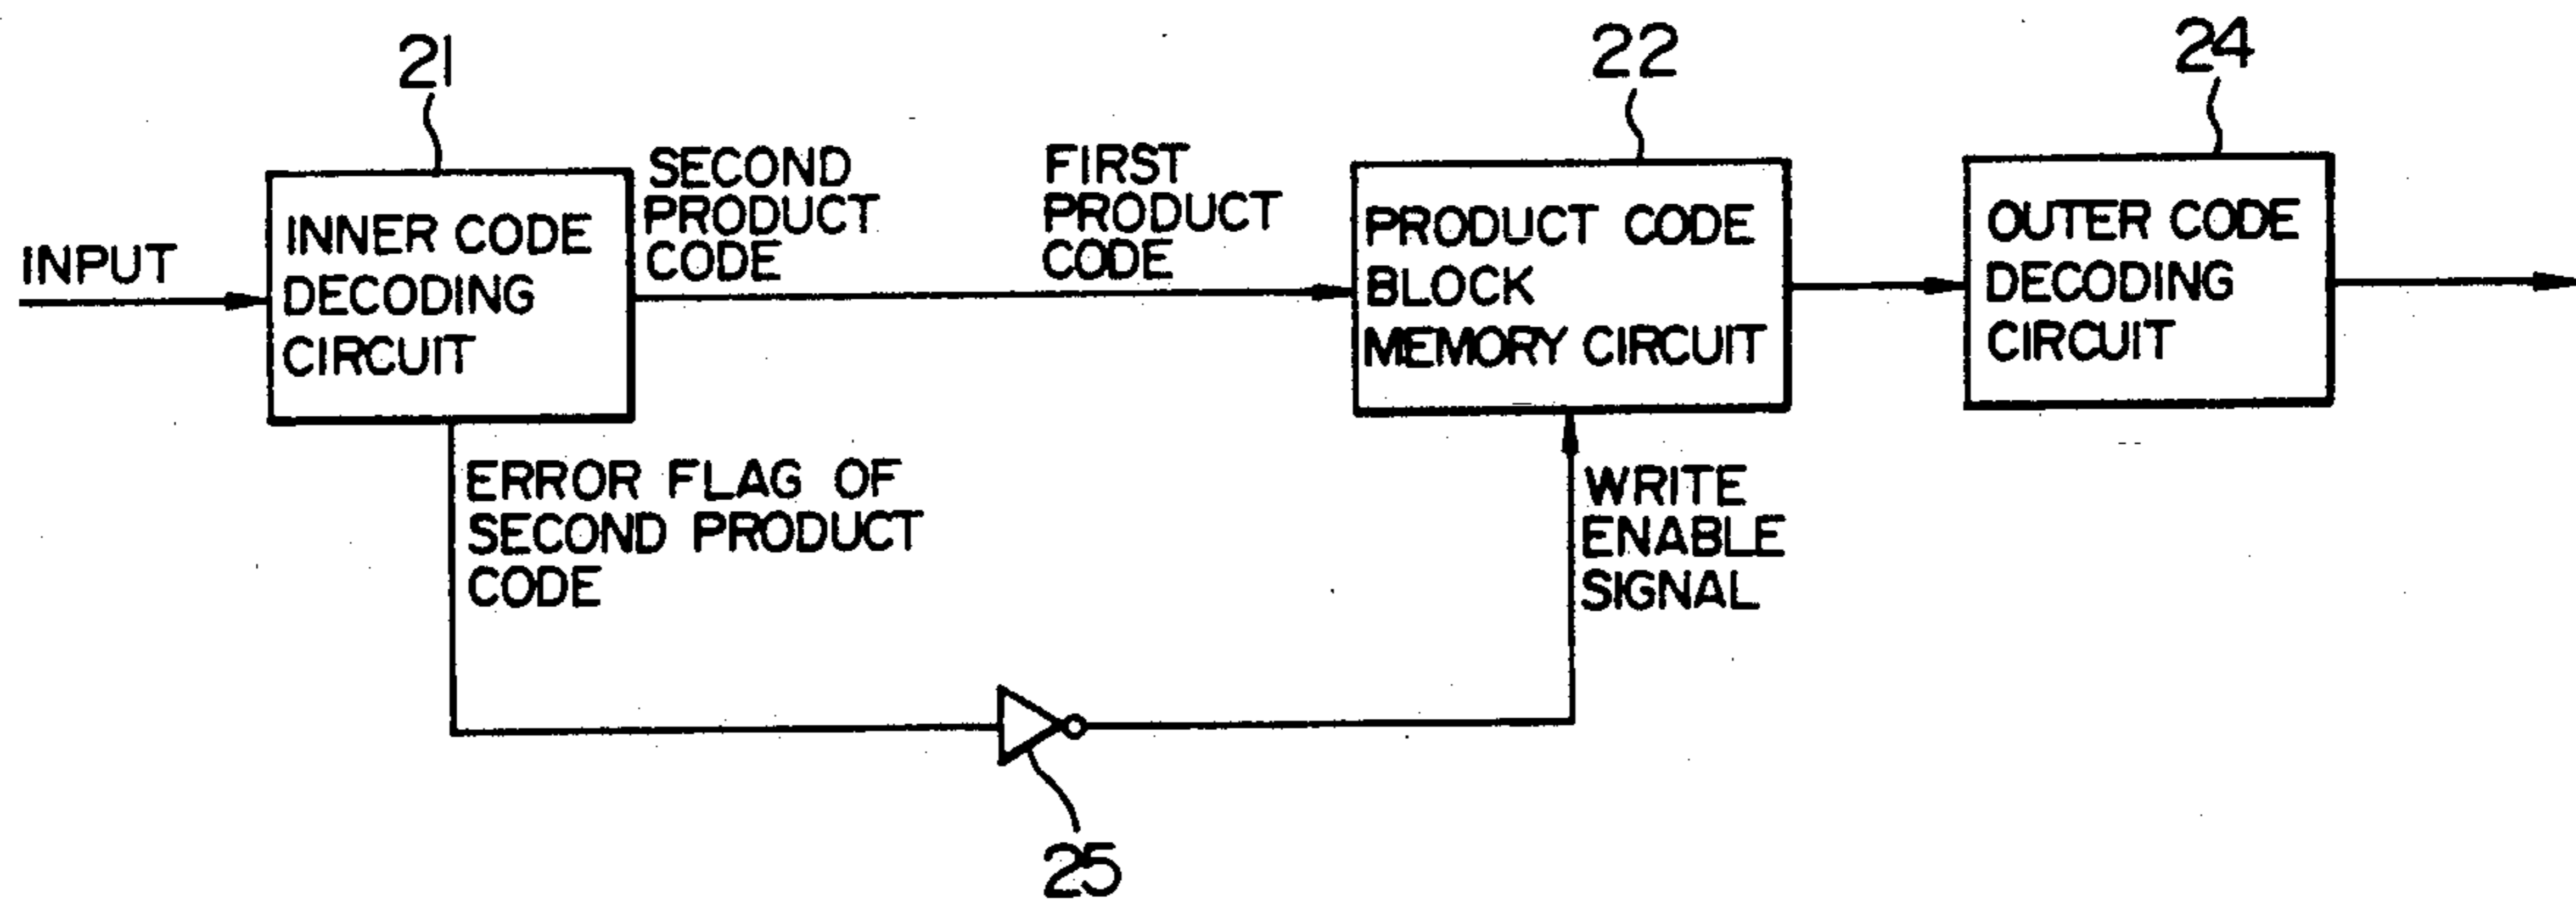 21
22
24
INPUT
INNER CODE
DECODING
CIRCUIT
SECOND
PRODUCT
CODE
FIRST
PRODUCT
CODE
PRODUCT CODE
BLOCK
MEMORY CIRCUIT
OUTER CODE
DECODING
CIRCUIT
ERROR FLAG OF
SECOND PRODUCT
CODE
WRITE
ENABLE
SIGNAL
25